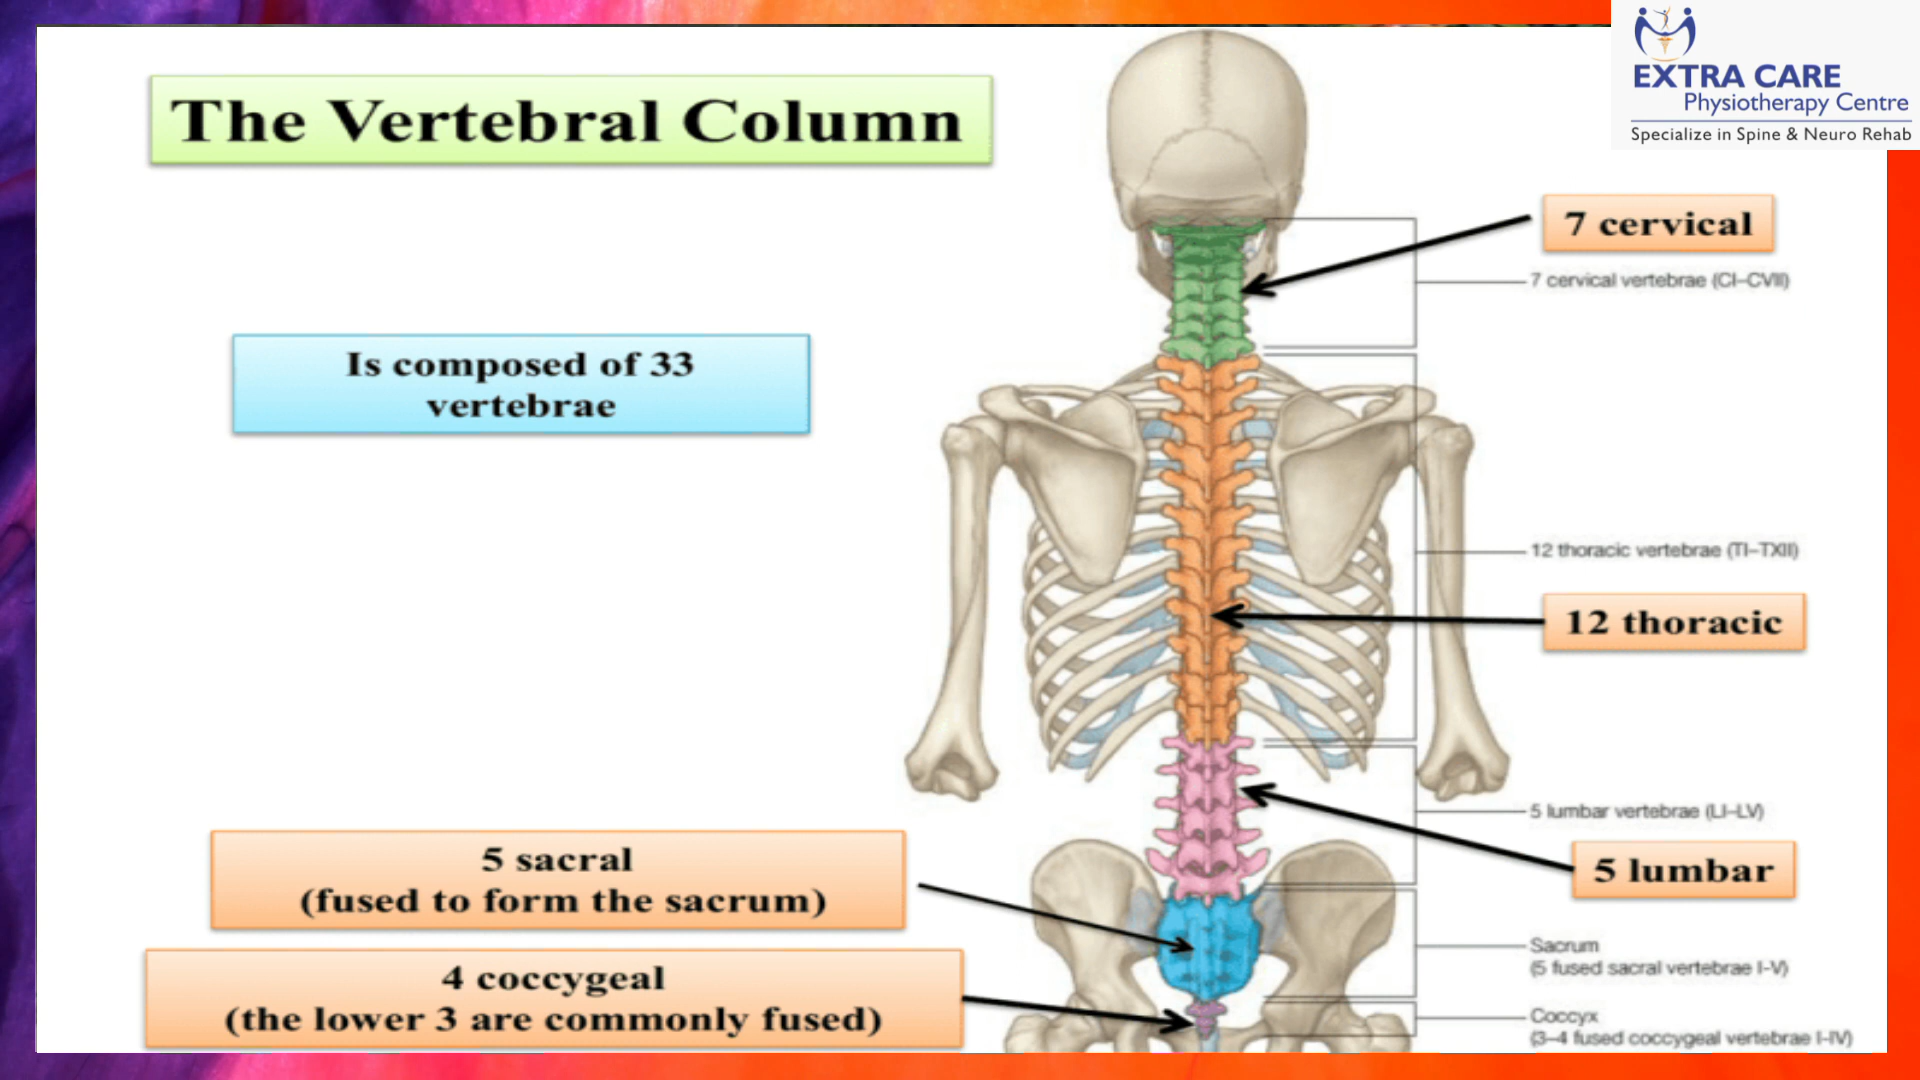 The Vertebral Column
EXTRA CARE
Physiotherapy Centre
Specialize in Spine & Neuro Rehab
7 cervical
7 cervical vertebrae (CI–CVII)
Is composed of 33
vertebrae
12 thoracic vertebrae (TI–TXII)
12 thoracic
5 lumbar vertebrae (LI–LV)
5 lumbar
5 sacral
(fused to form the sacrum)
Sacrum
(5 fused sacral vertebrae I–V)
4 coccygeal
(the lower 3 are commonly fused)
Coccyx
(3–4 fused coccygeal vertebrae I–IV)